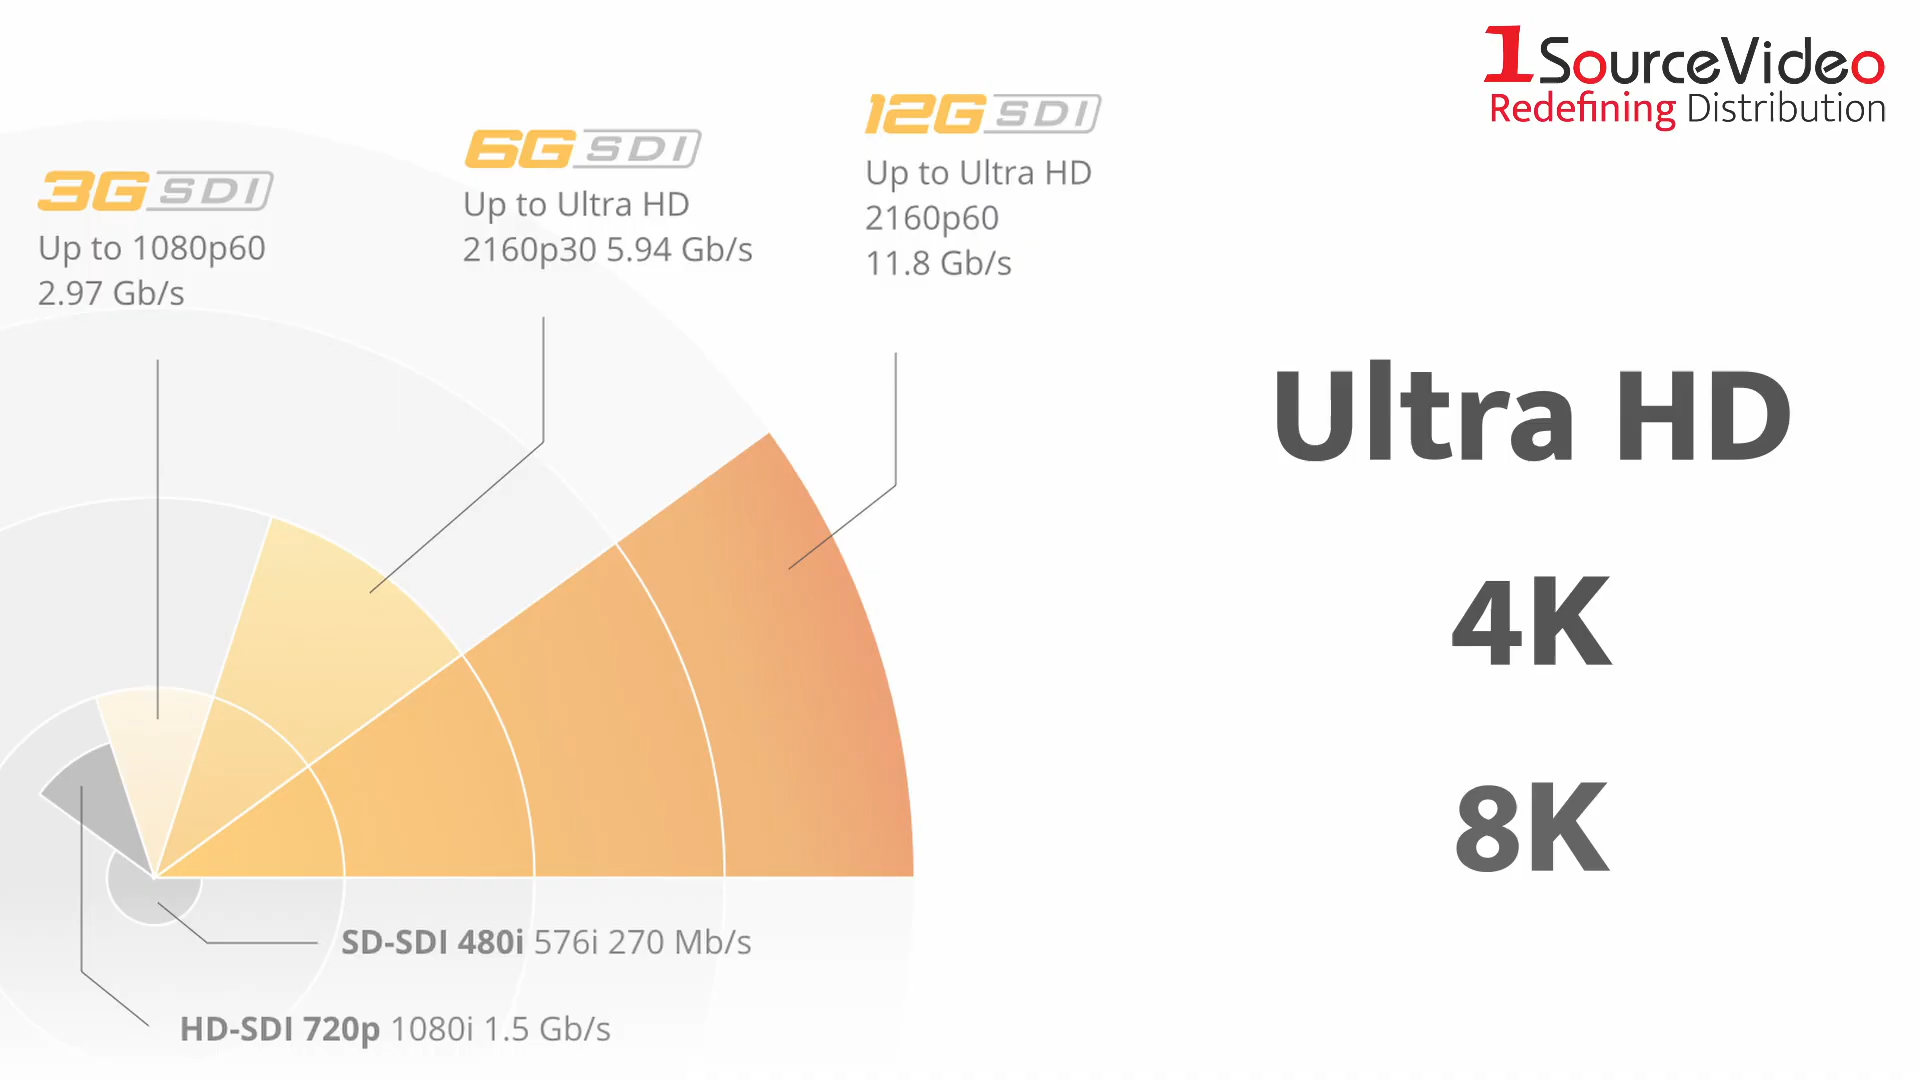 1SourceVideo
Redefining Distribution
3G SDI
Up to 1080p60
2.97 Gb/s
6G SDI
Up to Ultra HD
2160p30 5.94 Gb/s
12G SDI
Up to Ultra HD
2160p60
11.8 Gb/s
Ultra HD
4K
8K
SD-SDI 480i 576i 270 Mb/s
HD-SDI 720p 1080i 1.5 Gb/s